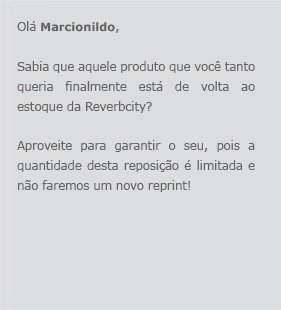 Olá Marcionildo,
Sabia que aquele produto que você tanto
queria finalmente está de volta ao
estoque da Reverbcity?
Aproveite para garantir o seu, pois a
quantidade desta reposição é limitada e
não faremos um novo reprint!